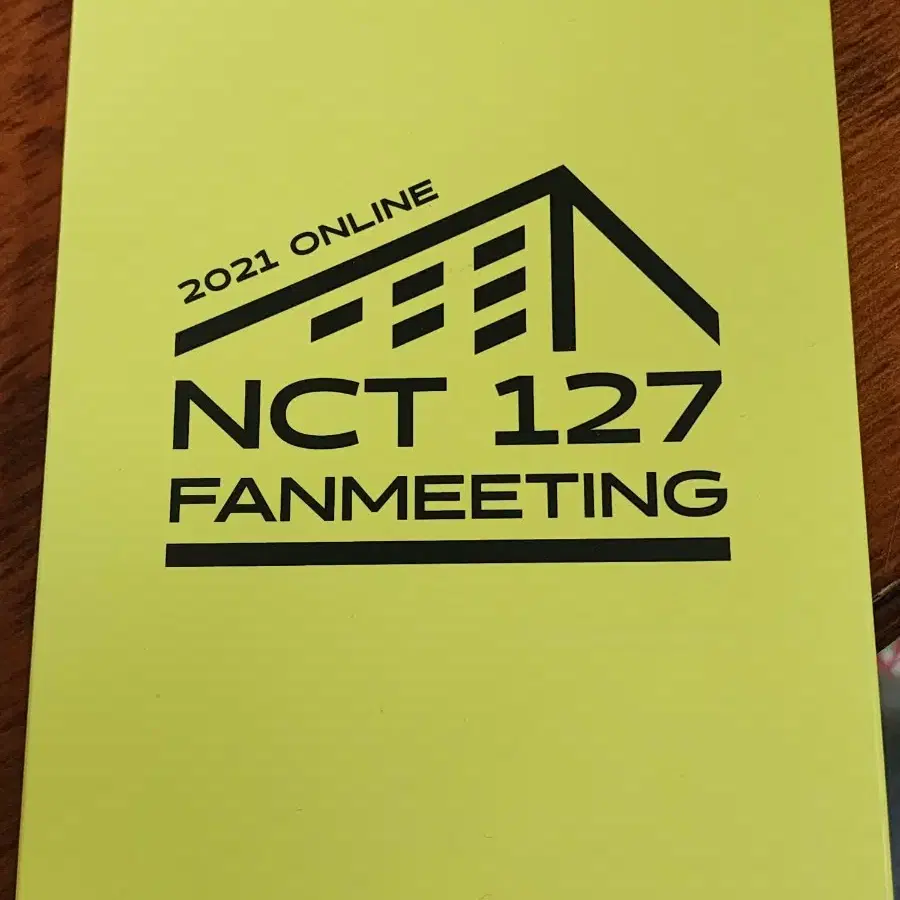 2021 ONLINE
NCT 127
FANMEETING